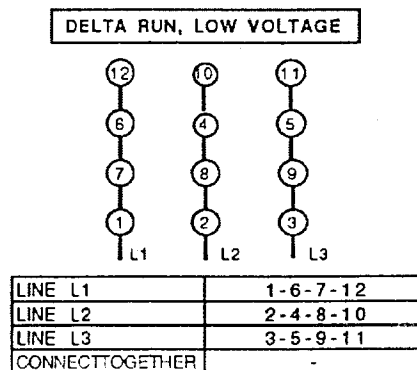 DELTA RUN, LOW VOLTAGE
12 10 11
6 4 5
7 8 9
1 2 3
L1 L2 L3
LINE L1 1-6-7-12
LINE L2 2-4-8-10
LINE L3 3-5-9-11
CONNECTTOGETHER -